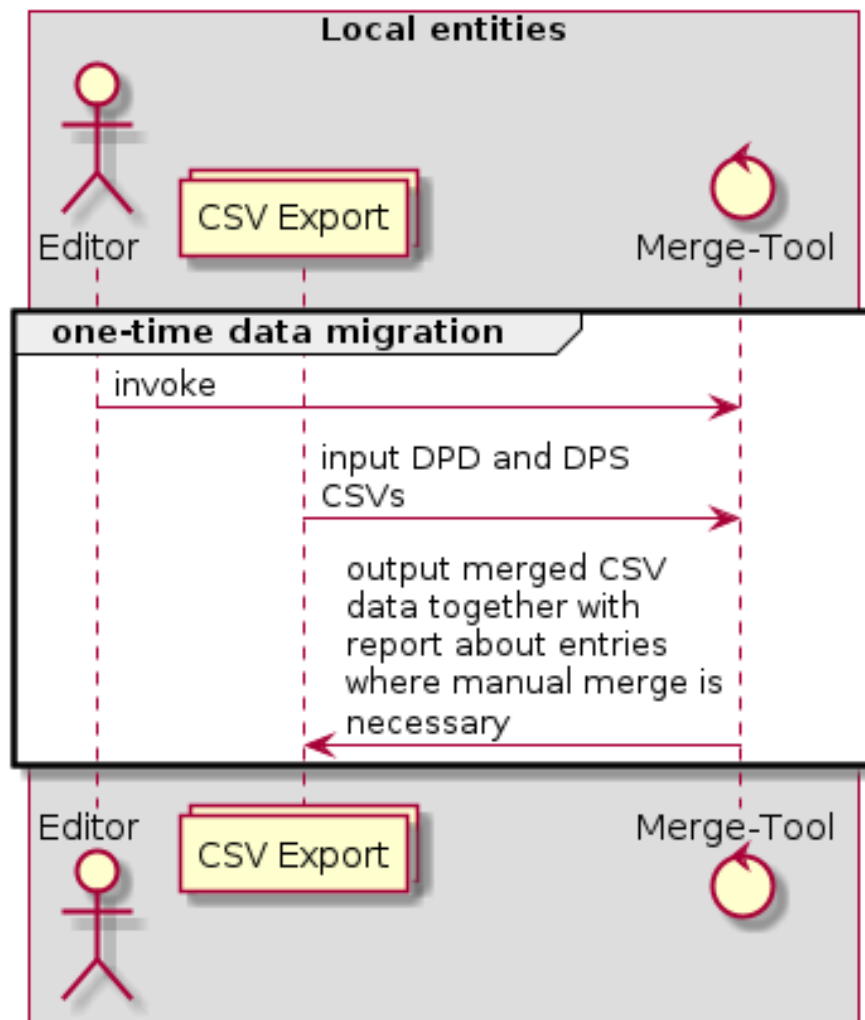 Local entities
Editor
CSV Export
Merge-Tool
one-time data migration
invoke
input DPD and DPS
CSVs
output merged CSV
data together with
report about entries
where manual merge is
necessary
Editor
CSV Export
Merge-Tool